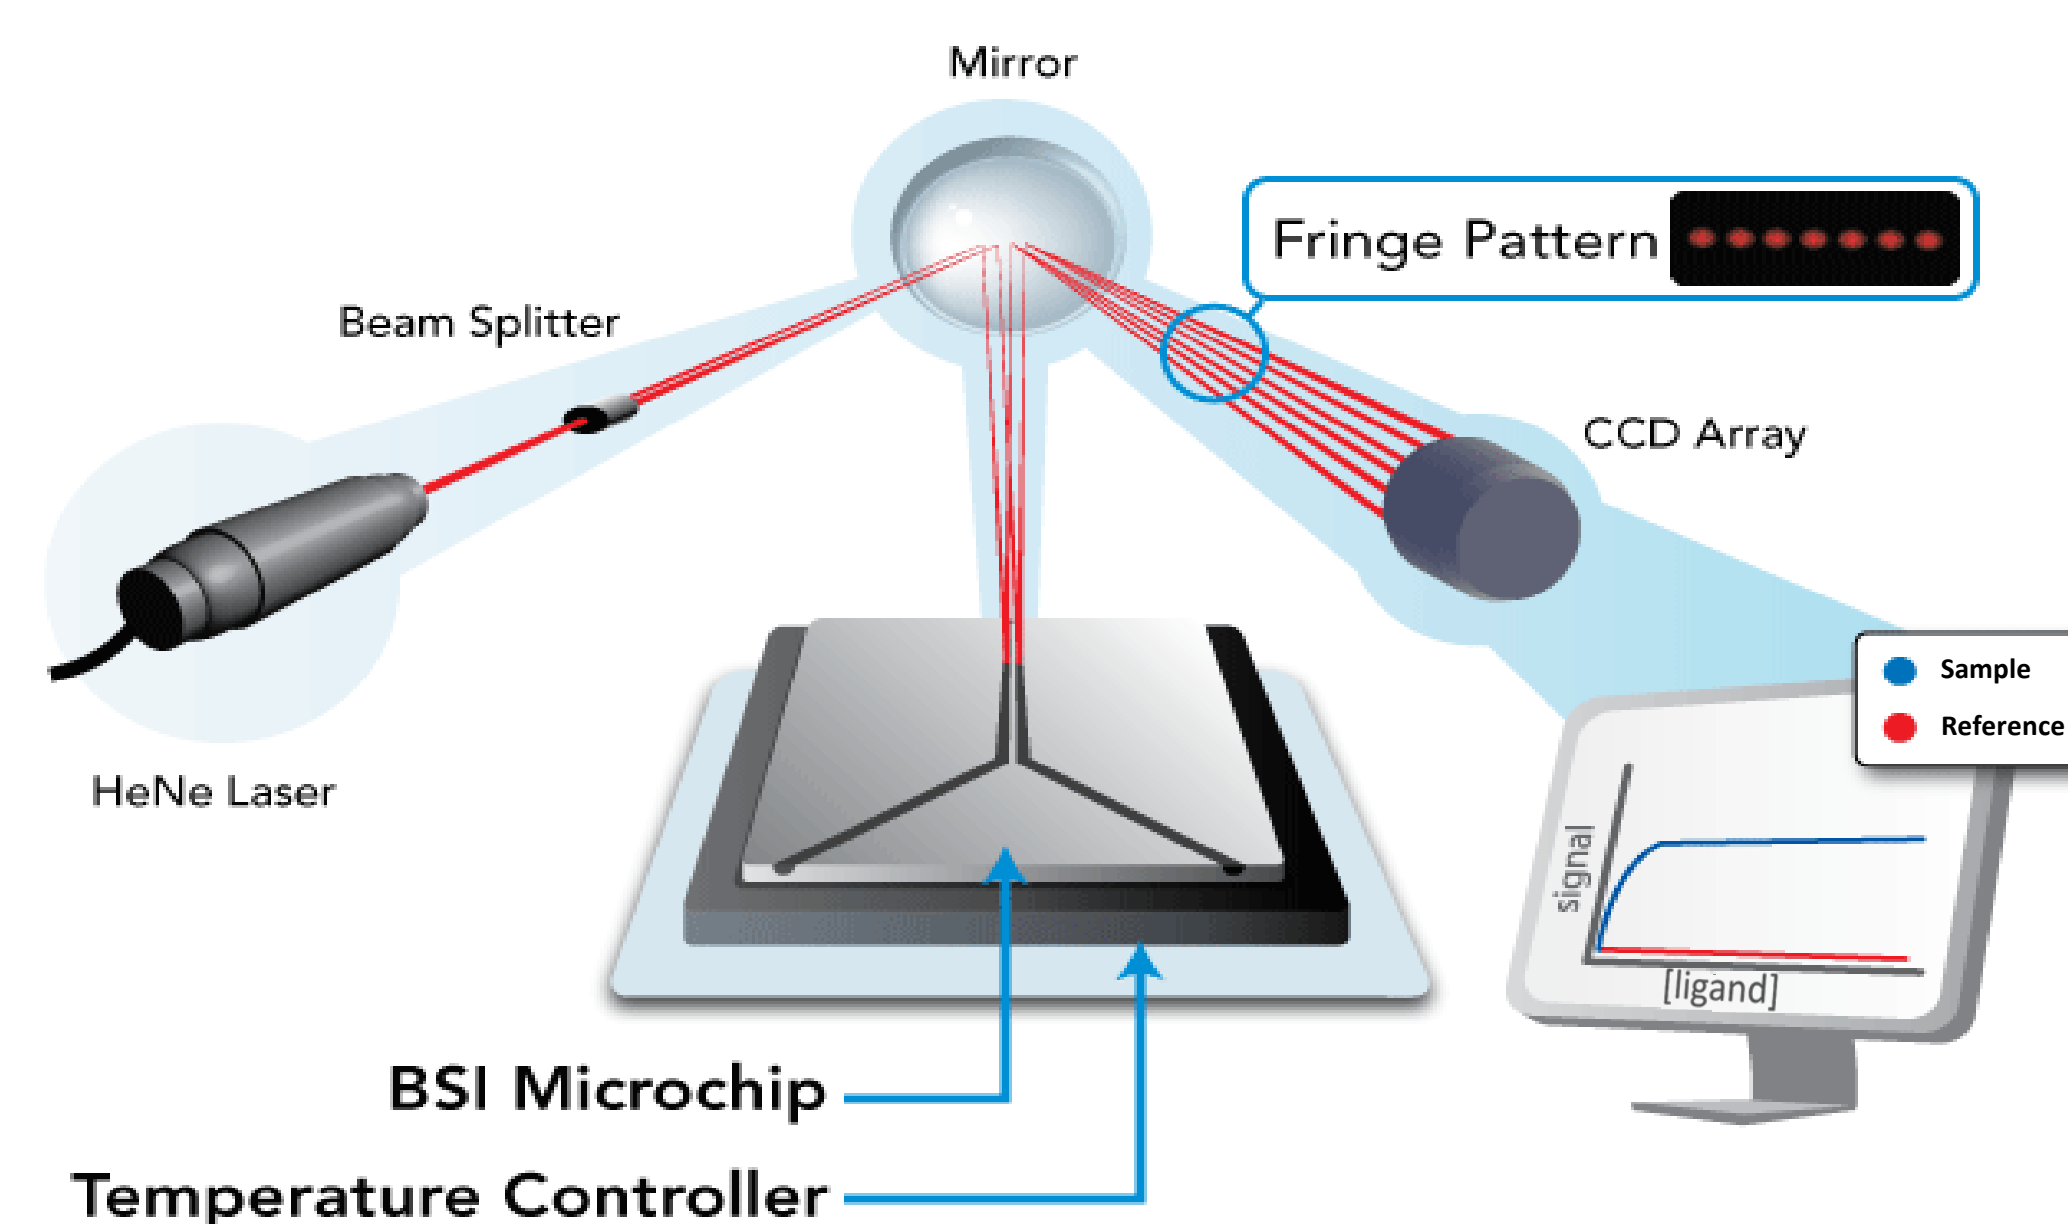 Mirror
Fringe Pattern
Beam Splitter
CCD Array
Sample
Reference
HeNe Laser
signal
[ligand]
BSI Microchip
Temperature Controller